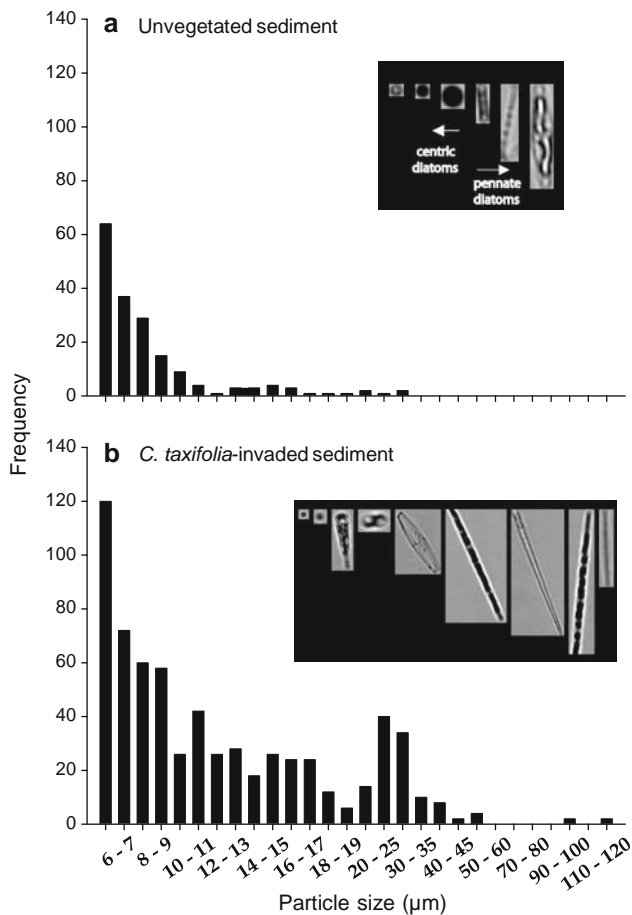 a Unvegetated sediment
140
120
100
80
60
40
20
0
centric
diatoms
pennate
diatoms
Frequency
b C. taxifolia-invaded sediment
140
120
100
80
60
40
20
0
6 - 7
8 - 9
10 - 11
12 - 13
14 - 15
16 - 17
18 - 19
20 - 25
30 - 35
40 - 45
50 - 60
70 - 80
90 - 100
110 - 120
Particle size (µm)